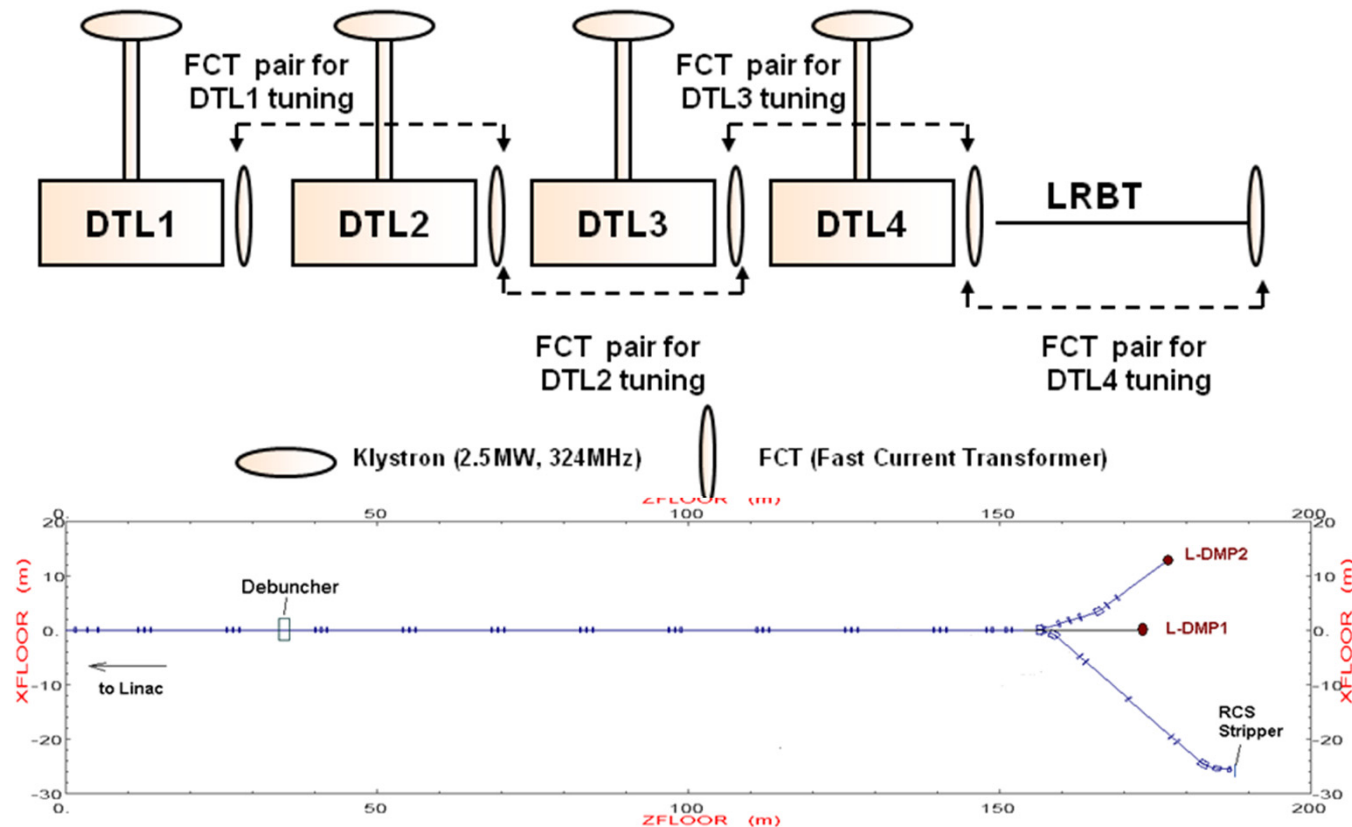 FCT pair for
DTL1 tuning
FCT pair for
DTL3 tuning
DTL1
DTL2
DTL3
DTL4
LRBT
FCT pair for
DTL2 tuning
FCT pair for
DTL4 tuning
Klystron (2.5MW, 324MHz)
FCT (Fast Current Transformer)
ZFLOOR (m)
0. 50 100 150 200
20 20
10 10
0. 0.
-10 -10
-20 -20
-30 -30
XFLOOR (m)
XFLOOR (m)
Debuncher
to Linac
L-DMP2
L-DMP1
RCS
Stripper
0. 50 100 150 200
ZFLOOR (m)